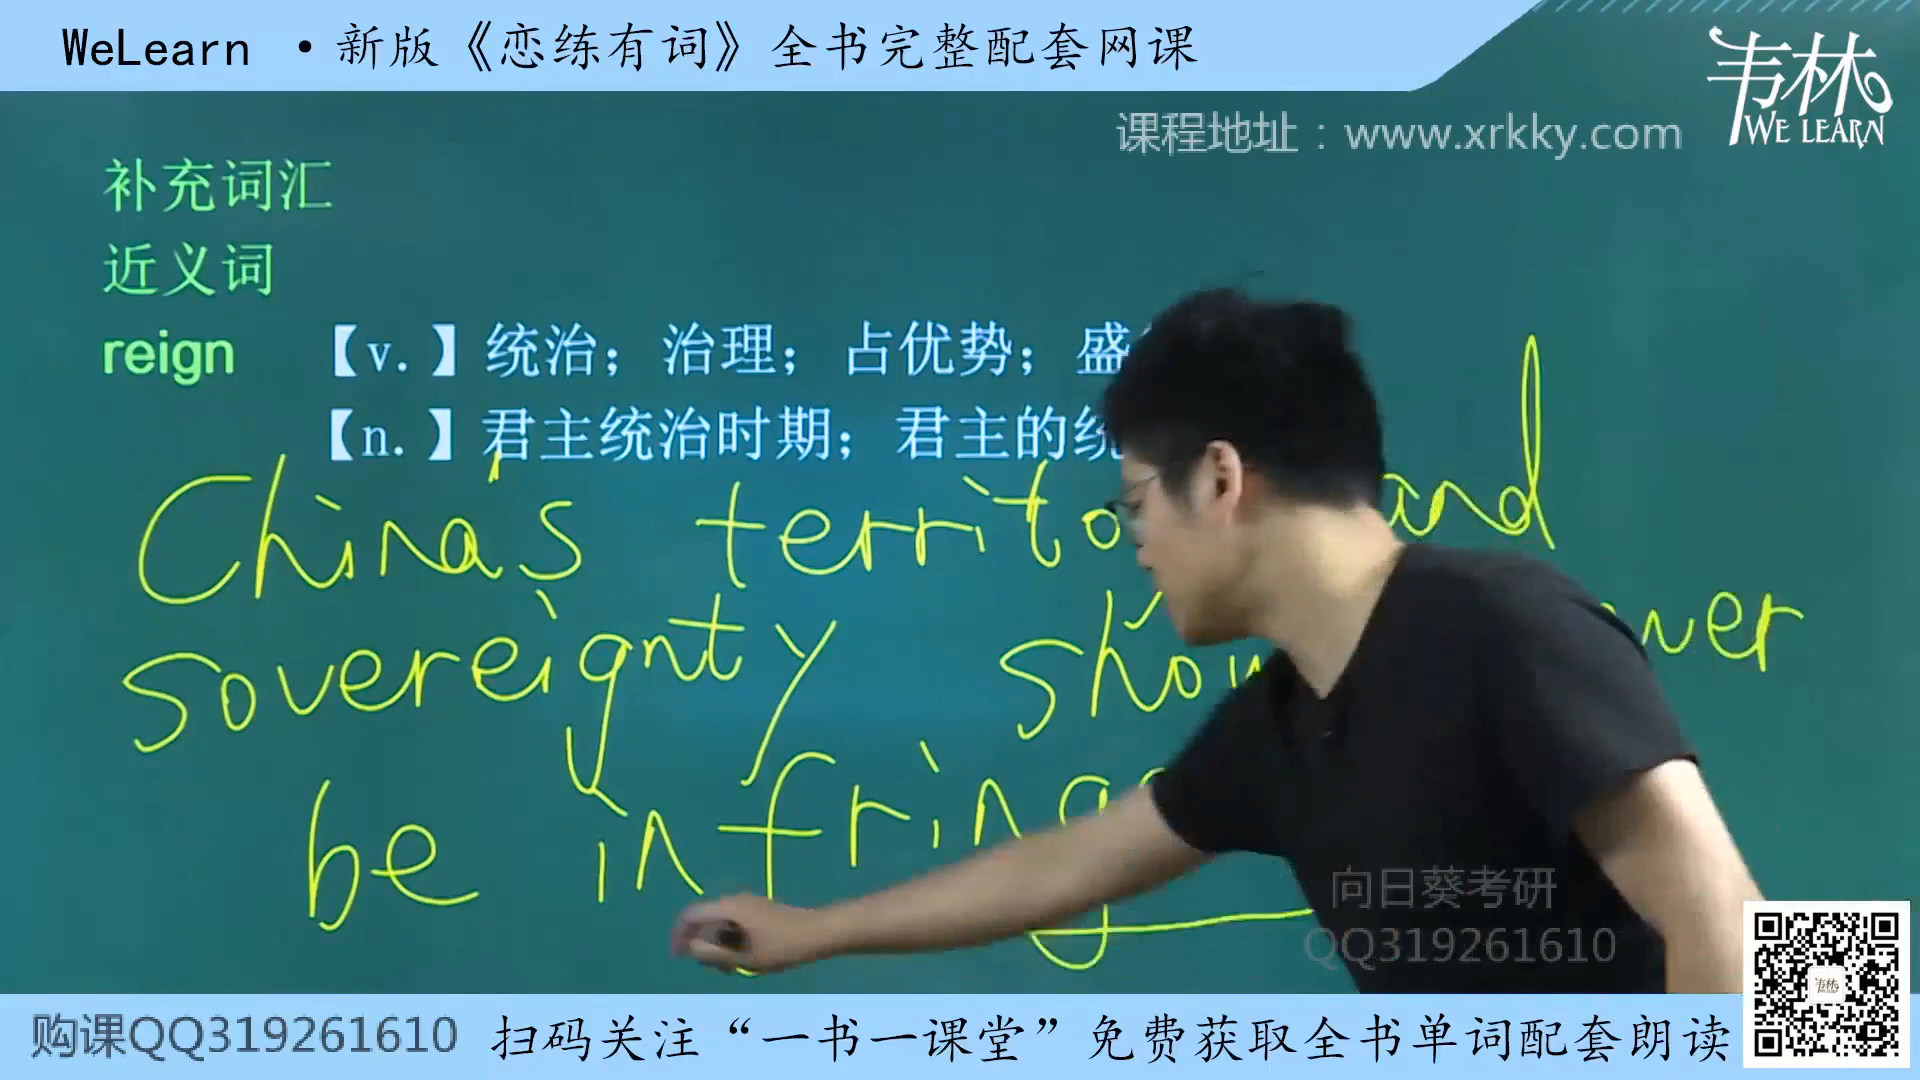 WeLearn ·新版《恋练有词》全书完整配套网课
韦林
WE LEARN
课程地址：www.xrkky.com
补充词汇
近义词
reign 【v.】统治；治理；占优势；盛
【n.】君主统治时期；君主的统
China's territo and
sovereignty
be infringe
向日葵考研
QQ319261610
购课QQ319261610 扫码关注“一书一课堂”免费获取全书单词配套朗读